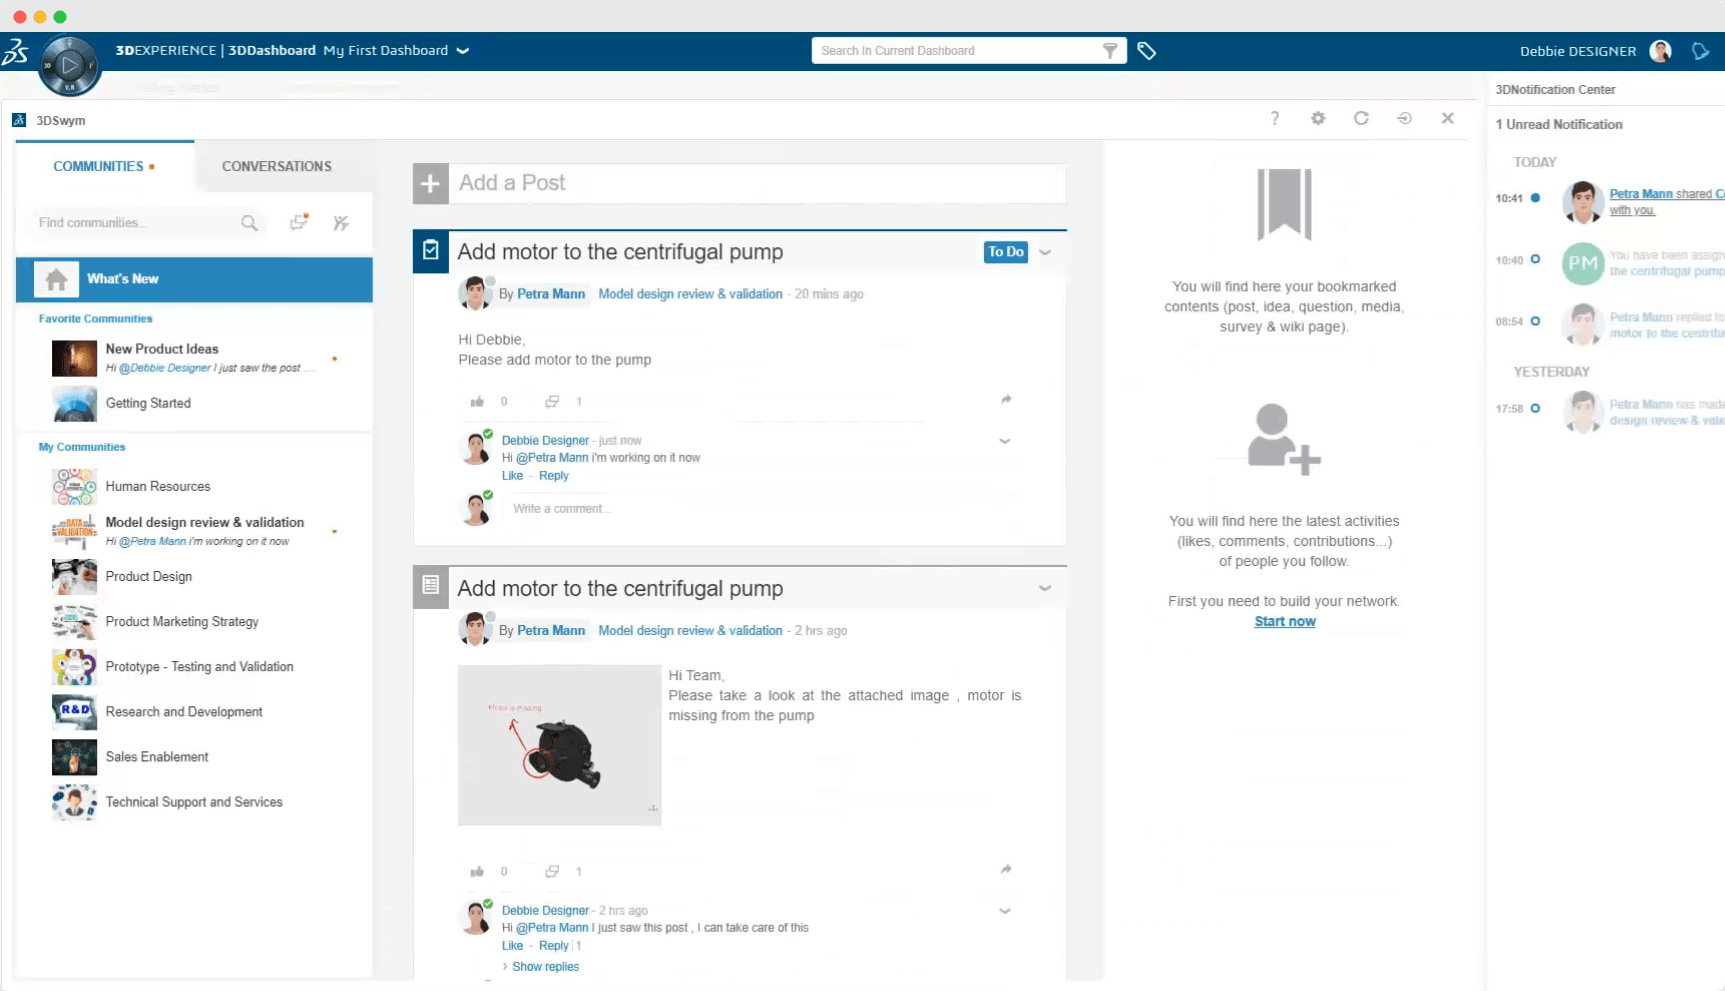 3DEXPERIENCE | 3DDashboard My First Dashboard
Search in Current Dashboard
Debbie DESIGNER
3DSwym
?
COMMUNITIES
CONVERSATIONS
Find communities...
What's New
Favorite Communities
New Product Ideas
Hi @Debbie Designer I just saw the post ....
Getting Started
My Communities
Human Resources
Model design review & validation
Hi @Petra Mann i'm working on it now
Product Design
Product Marketing Strategy
Prototype - Testing and Validation
R&D
Research and Development
Sales Enablement
Technical Support and Services
Add a Post
Add motor to the centrifugal pump
To Do
By Petra Mann Model design review & validation - 20 mins ago
Hi Debbie,
Please add motor to the pump
0 1
Debbie Designer - just now
Hi @Petra Mann i'm working on it now
Like - Reply
Write a comment...
Add motor to the centrifugal pump
By Petra Mann Model design review & validation - 2 hrs ago
Motor is missing
Hi Team,
Please take a look at the attached image , motor is
missing from the pump
0 1
Debbie Designer - 2 hrs ago
Hi @Petra Mann I just saw this post , I can take care of this
Like - Reply | 1
Show replies
You will find here your bookmarked
contents (post, idea, question, media,
survey & wiki page).
You will find here the latest activities
(likes, comments, contributions...)
of people you follow.
First you need to build your network.
Start now
3DNotification Center
1 Unread Notification
TODAY
10:41
Petra Mann shared C
with you.
10:40
PM
You have been assign
the centrifugal pump
08:54
Petra Mann replied to
motor to the centrifu
YESTERDAY
17:58
Petra Mann has made
design review & valid